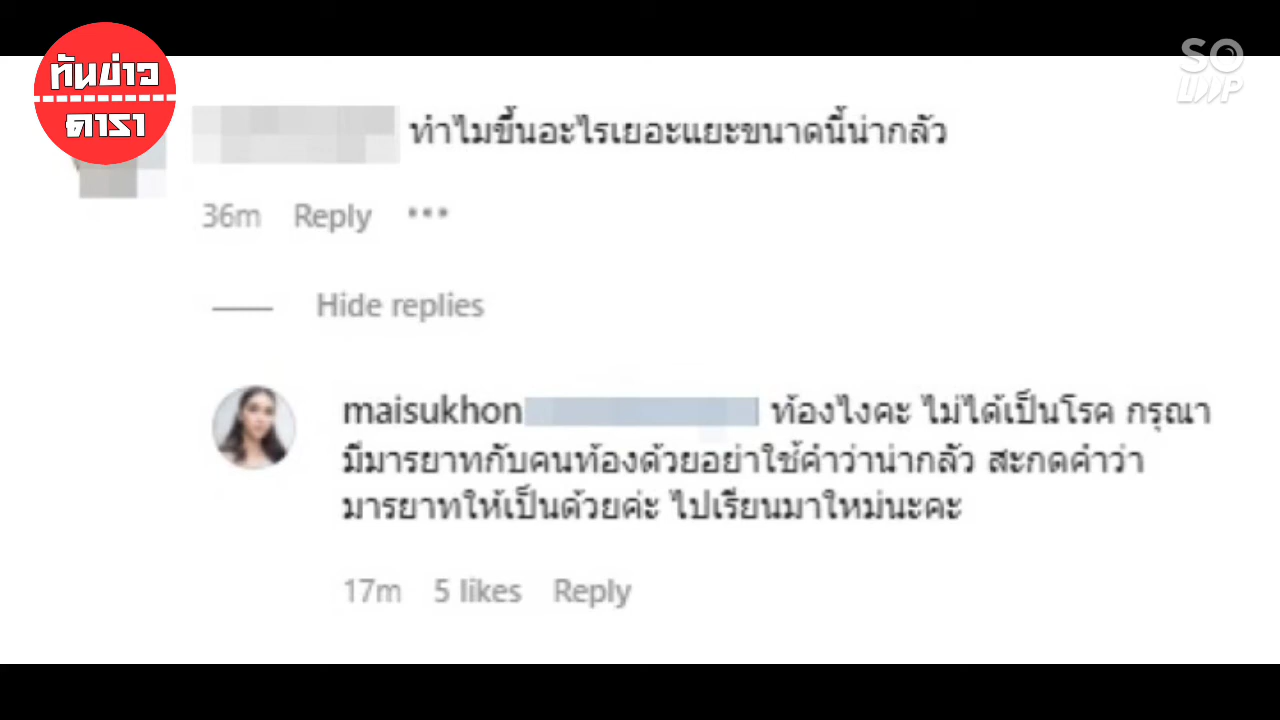 ทันข่าว
ดารา
SO
LIIP
ทำไมขึ้นอะไรเยอะแยะขนาดนี้น่ากลัว
36m Reply •••
Hide replies
maisukhon ท้องไงคะ ไม่ได้เป็นโรค กรุณา
มีมารยาทกับคนท้องด้วยอย่าใช้คำว่าน่ากลัว สะกดคำว่า
มารยาทให้เป็นด้วยค่ะ ไปเรียนมาใหม่นะคะ
17m 5 likes Reply